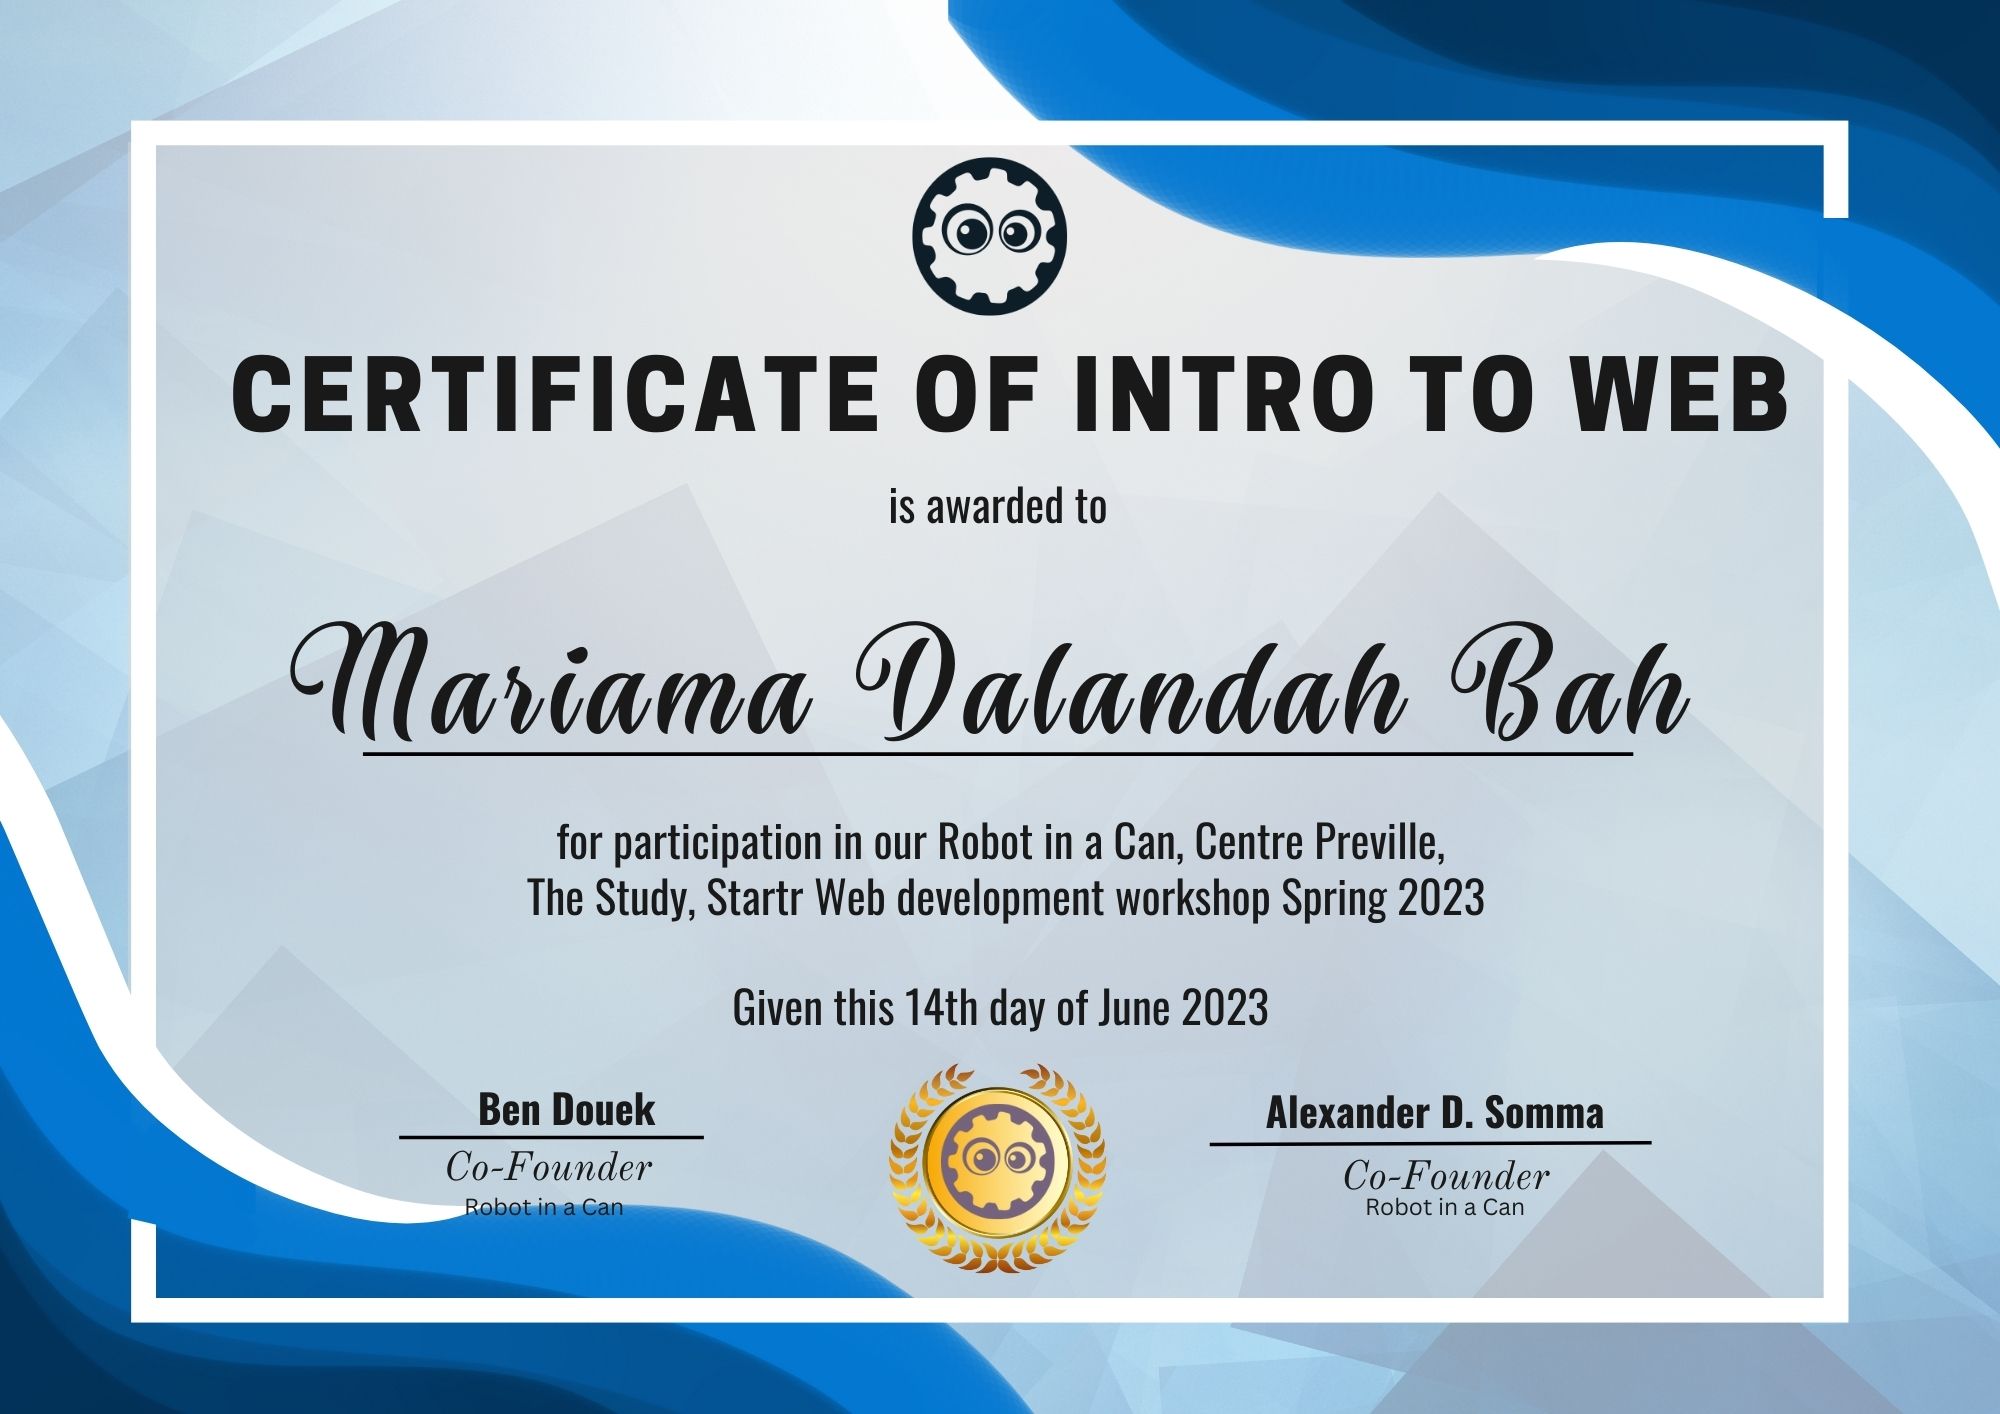 CERTIFICATE OF INTRO TO WEB
is awarded to
Mariama Dalandah Bah
for participation in our Robot in a Can, Centre Preville,
The Study, Startr Web development workshop Spring 2023
Given this 14th day of June 2023
Ben Douek
Co-Founder
Robot in a Can
Alexander D. Somma
Co-Founder
Robot in a Can